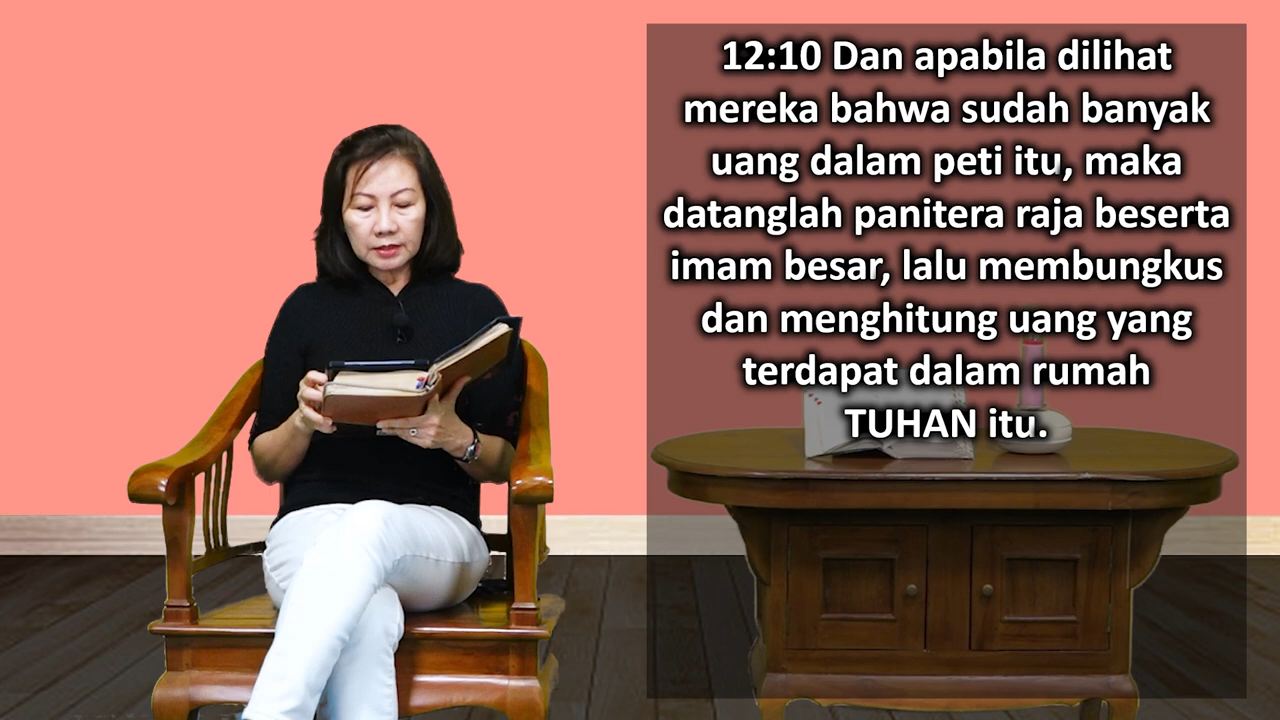 12:10 Dan apabila dilihat
mereka bahwa sudah banyak
uang dalam peti itu, maka
datanglah panitera raja beserta
imam besar, lalu membungkus
dan menghitung uang yang
terdapat dalam rumah
TUHAN itu.